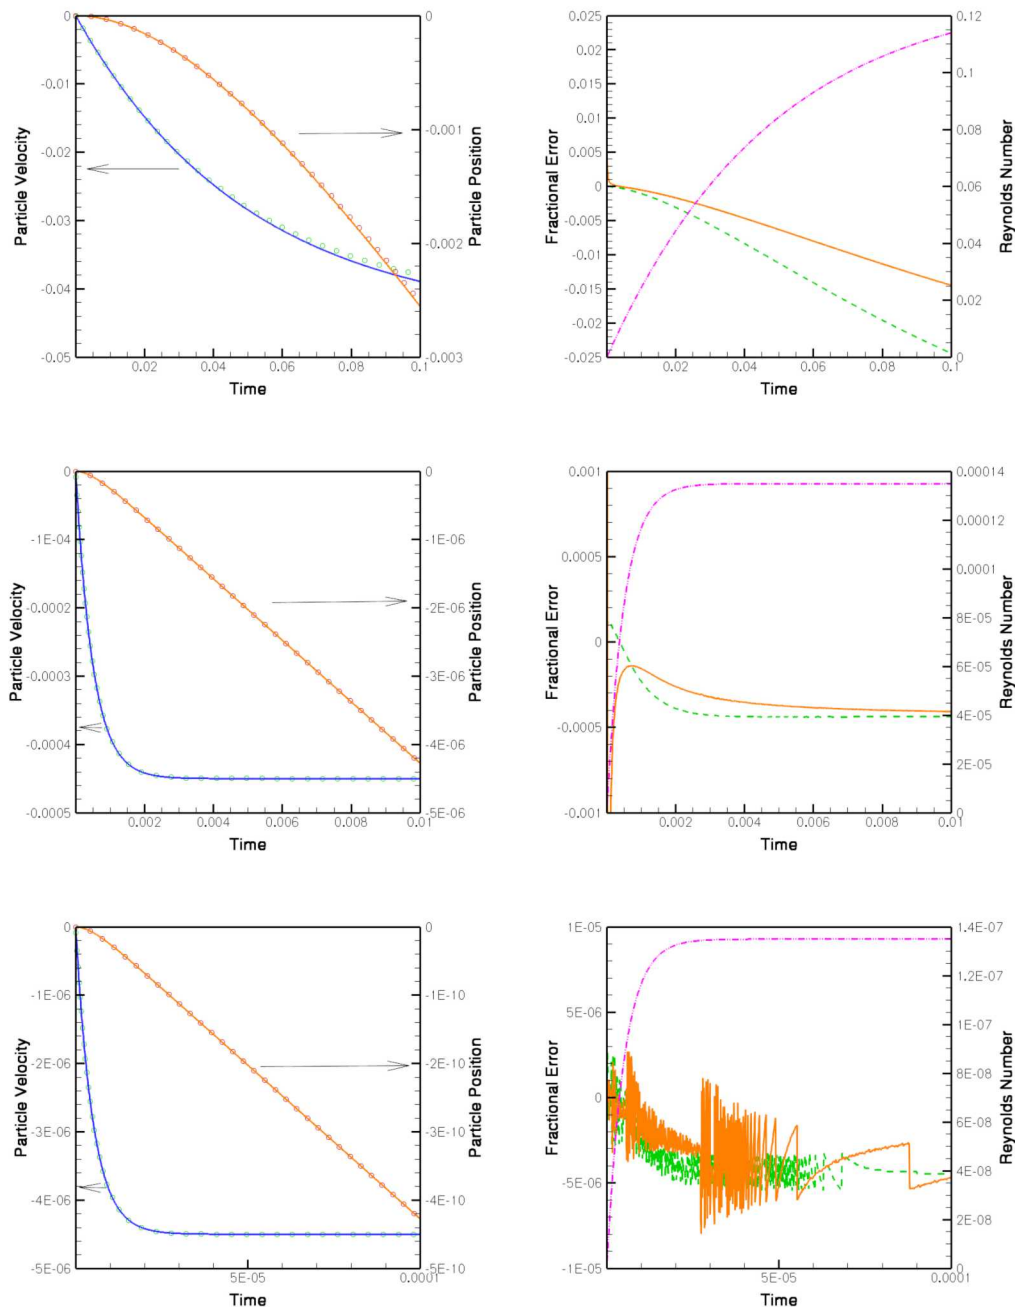 0
-0.01
-0.02
-0.03
-0.04
-0.05
Particle Velocity
0
-0.001
-0.002
-0.003
Particle Position
0.02
0.04
0.06
0.08
0.1
Time
0.025
0.02
0.015
0.01
0.005
0
-0.005
-0.01
-0.015
-0.02
-0.025
Fractional Error
0.12
0.1
0.08
0.06
0.04
0.02
0
Reynolds Number
0.02
0.04
0.06
0.08
0.1
Time
0
-1E-04
-0.0002
-0.0003
-0.0004
-0.0005
Particle Velocity
0
-1E-06
-2E-06
-3E-06
-4E-06
-5E-06
Particle Position
0.002
0.004
0.006
0.008
0.01
Time
0.001
0.0005
0
-0.0005
-0.001
Fractional Error
0.00014
0.00012
0.0001
8E-05
6E-05
4E-05
2E-05
0
Reynolds Number
0.002
0.004
0.006
0.008
0.01
Time
0
-1E-06
-2E-06
-3E-06
-4E-06
-5E-06
Particle Velocity
0
-1E-10
-2E-10
-3E-10
-4E-10
-5E-10
Particle Position
5E-05
0.0001
Time
1E-05
5E-06
0
-5E-06
-1E-05
Fractional Error
1.4E-07
1.2E-07
1E-07
8E-08
6E-08
4E-08
2E-08
0
Reynolds Number
5E-05
0.0001
Time